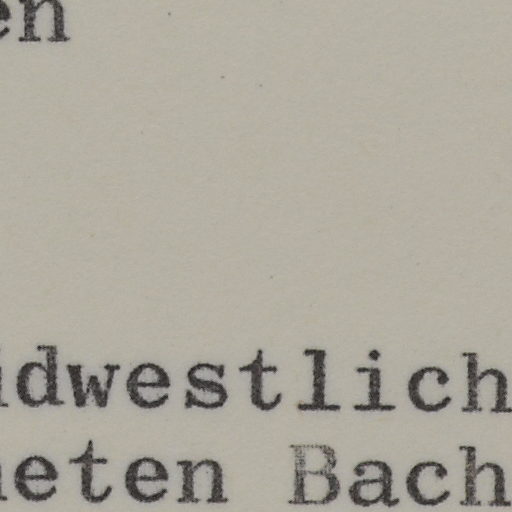 en
dwestlich
eten Bach